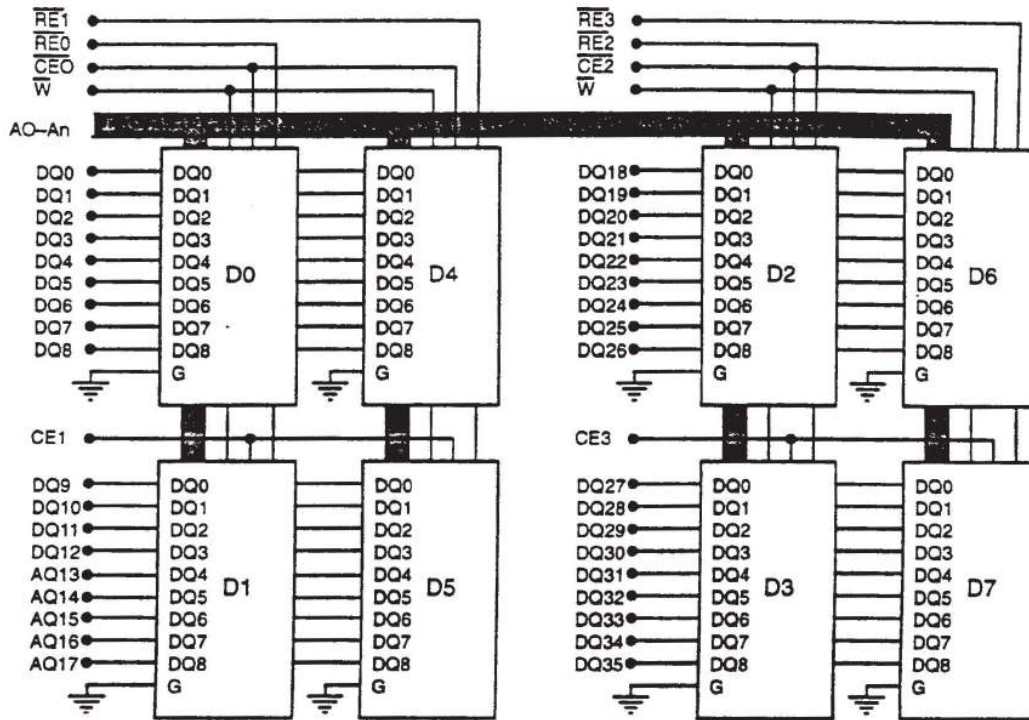 RE1 RE3
RE0 RE2
CEO CE2
W W
AO–An
DQ0 DQ0 DQ0 DQ18 DQ0 DQ0
DQ1 DQ1 DQ1 DQ19 DQ1 DQ1
DQ2 DQ2 DQ2 DQ20 DQ2 DQ2
DQ3 DQ3 DQ3 DQ21 DQ3 DQ3
DQ4 DQ4 D0 DQ4 D4 DQ22 DQ4 D2 DQ4 D6
DQ5 DQ5 DQ5 DQ23 DQ5 DQ5
DQ6 DQ6 DQ6 DQ24 DQ6 DQ6
DQ7 DQ7 DQ7 DQ25 DQ7 DQ7
DQ8 DQ8 DQ8 DQ26 DQ8 DQ8
G G G G
CE1 CE3
DQ9 DQ0 DQ0 DQ27 DQ0 DQ0
DQ10 DQ1 DQ1 DQ28 DQ1 DQ1
DQ11 DQ2 DQ2 DQ29 DQ2 DQ2
DQ12 DQ3 DQ3 DQ30 DQ3 DQ3
AQ13 DQ4 D1 DQ4 D5 DQ31 DQ4 D3 DQ4 D7
AQ14 DQ5 DQ5 DQ32 DQ5 DQ5
AQ15 DQ6 DQ6 DQ33 DQ6 DQ6
AQ16 DQ7 DQ7 DQ34 DQ7 DQ7
AQ17 DQ8 DQ8 DQ35 DQ8 DQ8
G G G G